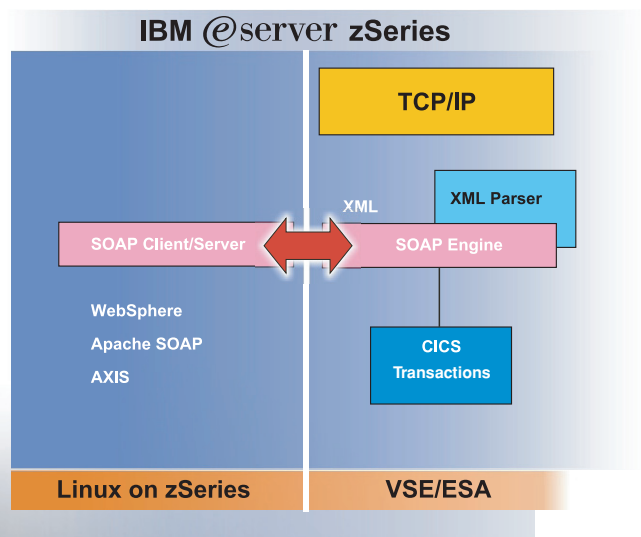 IBM @server zSeries
TCP/IP
XML Parser
XML
SOAP Client/Server
SOAP Engine
WebSphere
Apache SOAP
AXIS
CICS
Transactions
Linux on zSeries
VSE/ESA